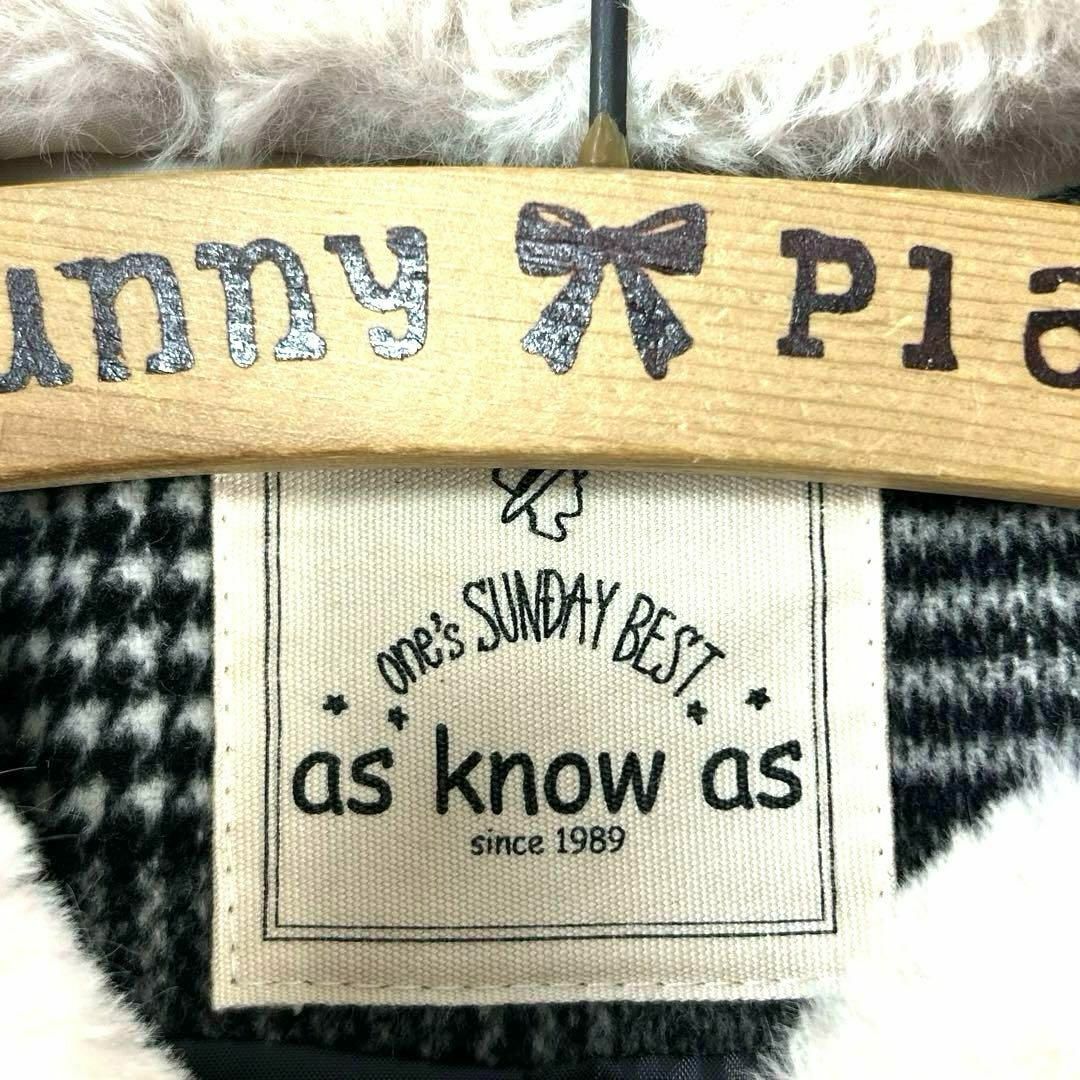 unny Pla
one's SUNDAY BEST
as know as
since 1989